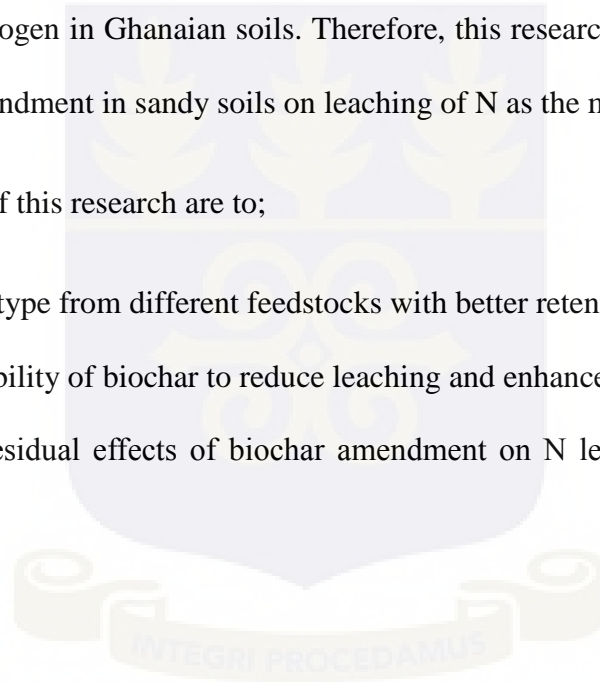 ogen in Ghanaian soils. Therefore, this researc
ndment in sandy soils on leaching of N as the m
f this research are to;
type from different feedstocks with better reten
bility of biochar to reduce leaching and enhance
esidual effects of biochar amendment on N le
INTEGRI PROCEDAMUS